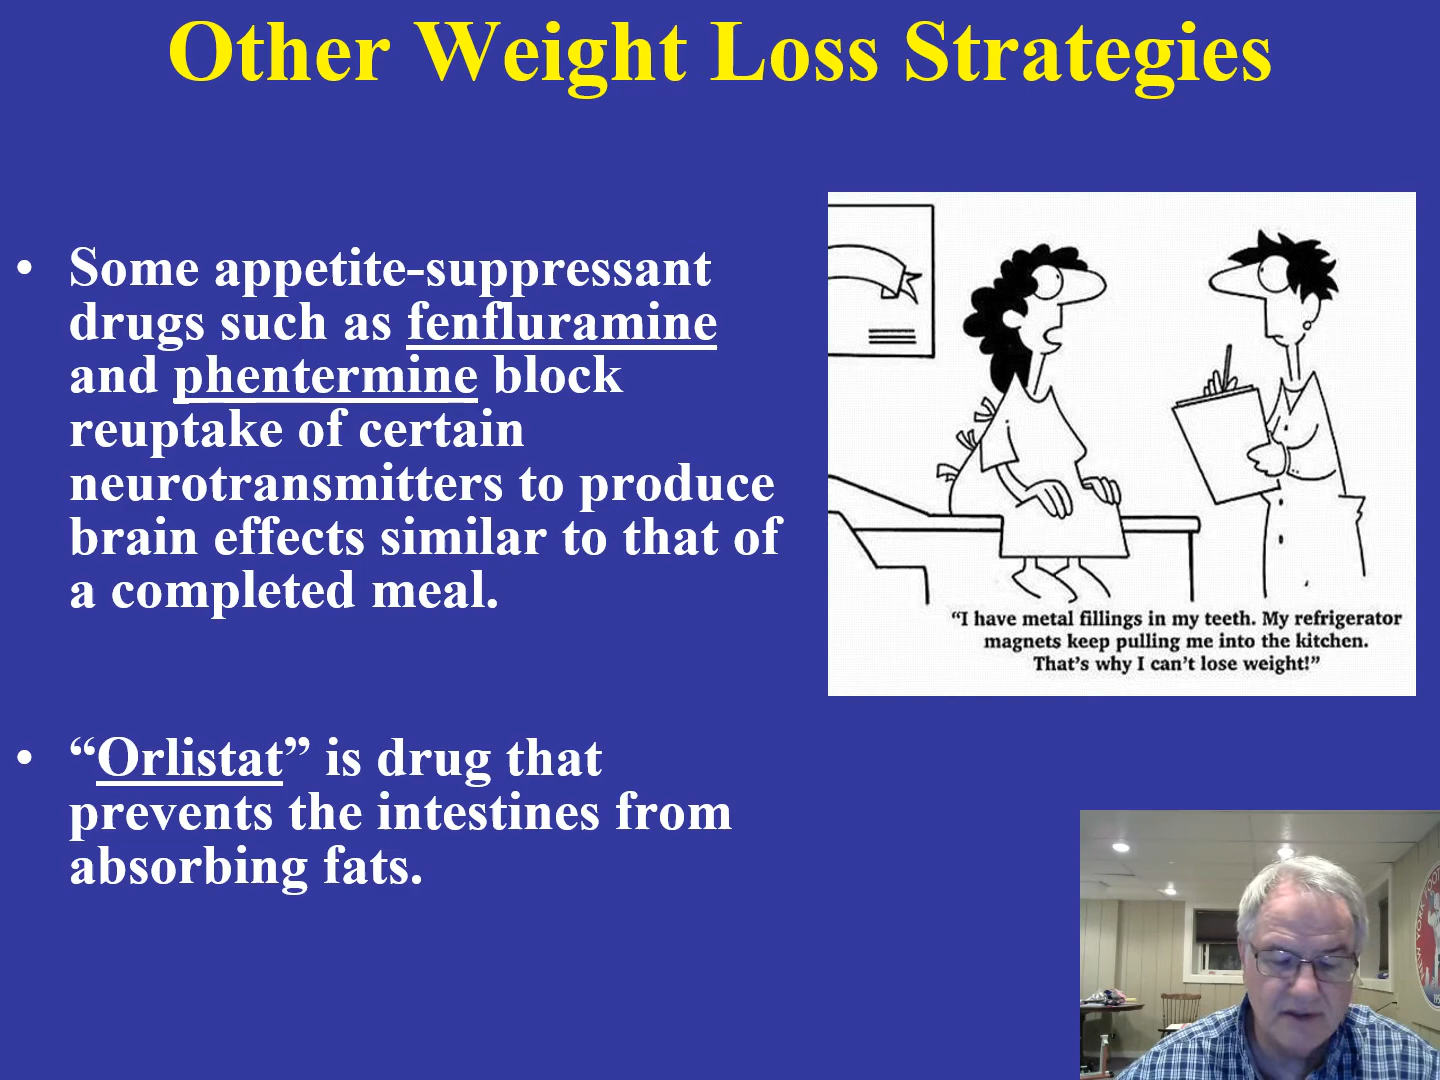 Other Weight Loss Strategies
• Some appetite-suppressant
drugs such as fenfluramine
and phentermine block
reuptake of certain
neurotransmitters to produce
brain effects similar to that of
a completed meal.
“I have metal fillings in my teeth. My refrigerator
magnets keep pulling me into the kitchen.
That’s why I can’t lose weight!”
• “Orlistat” is drug that
prevents the intestines from
absorbing fats.